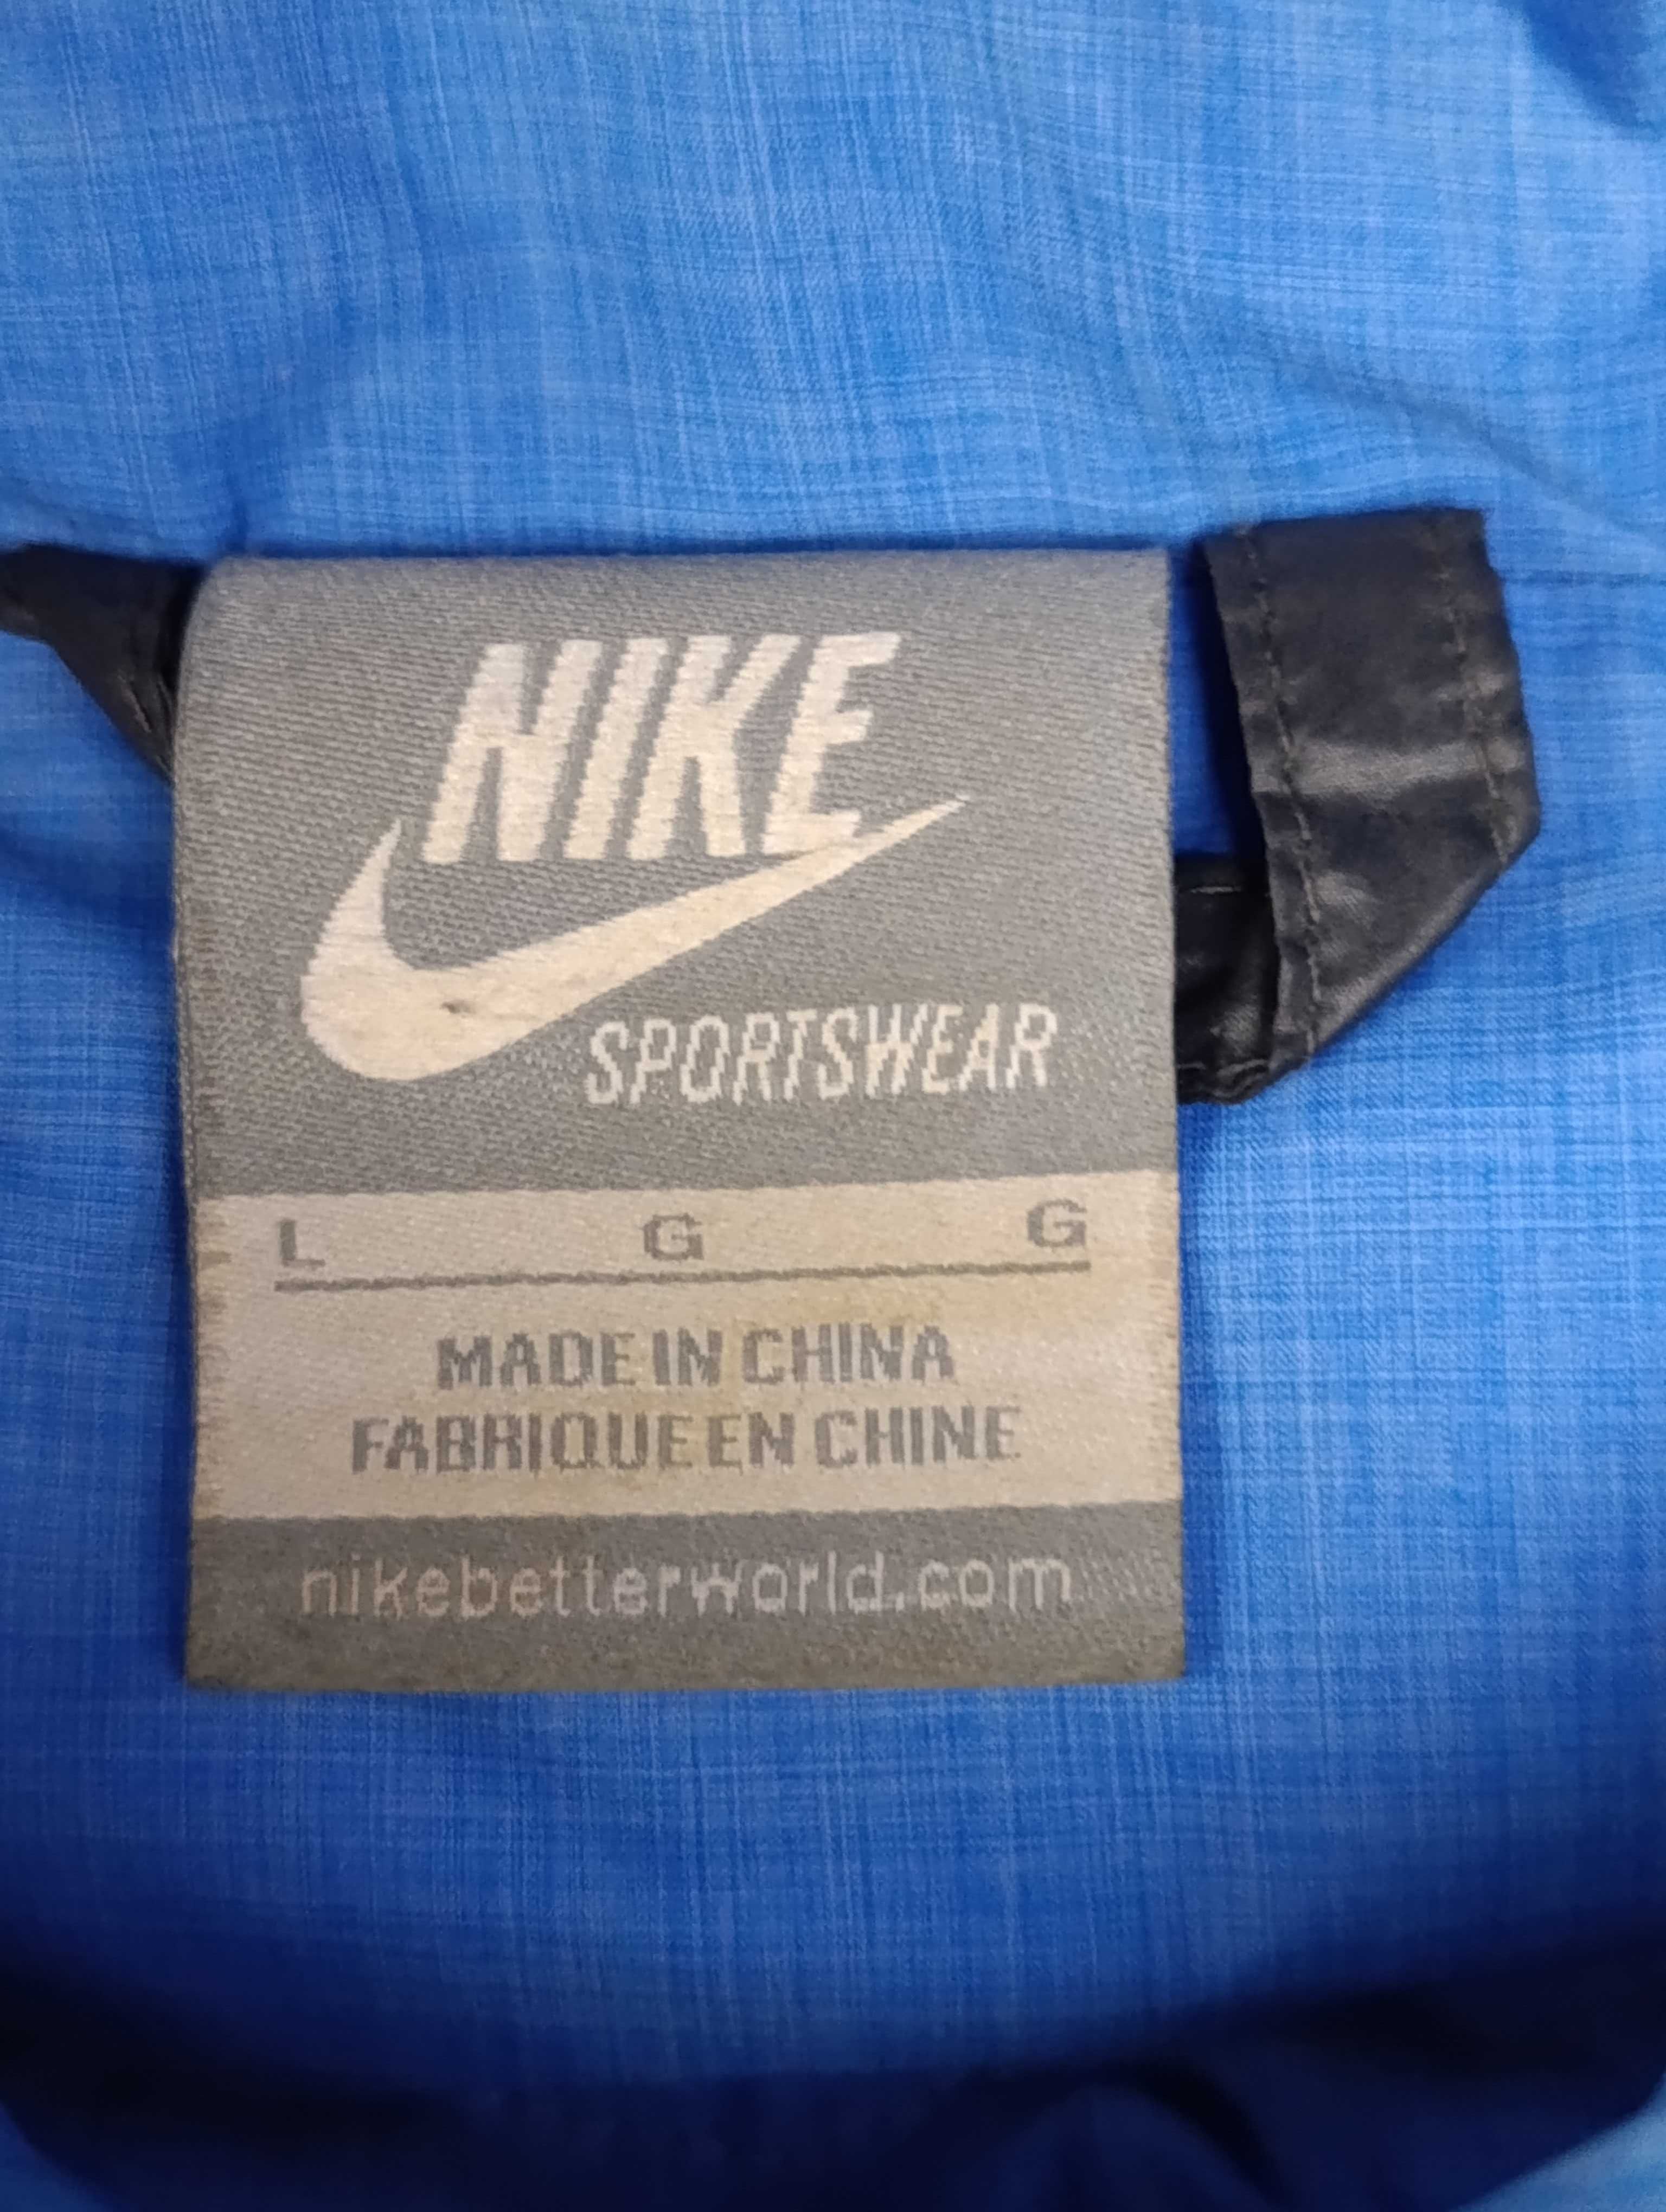 NIKE
SPORTSWEAR
L G G
MADE IN CHINA
FABRIQUE EN CHINE
nikebetterworld.com